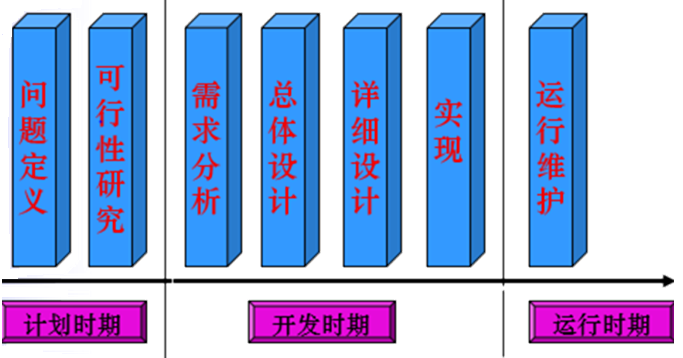 问题定义
可行性研究
需求分析
总体设计
详细设计
实现
运行维护
计划时期
开发时期
运行时期